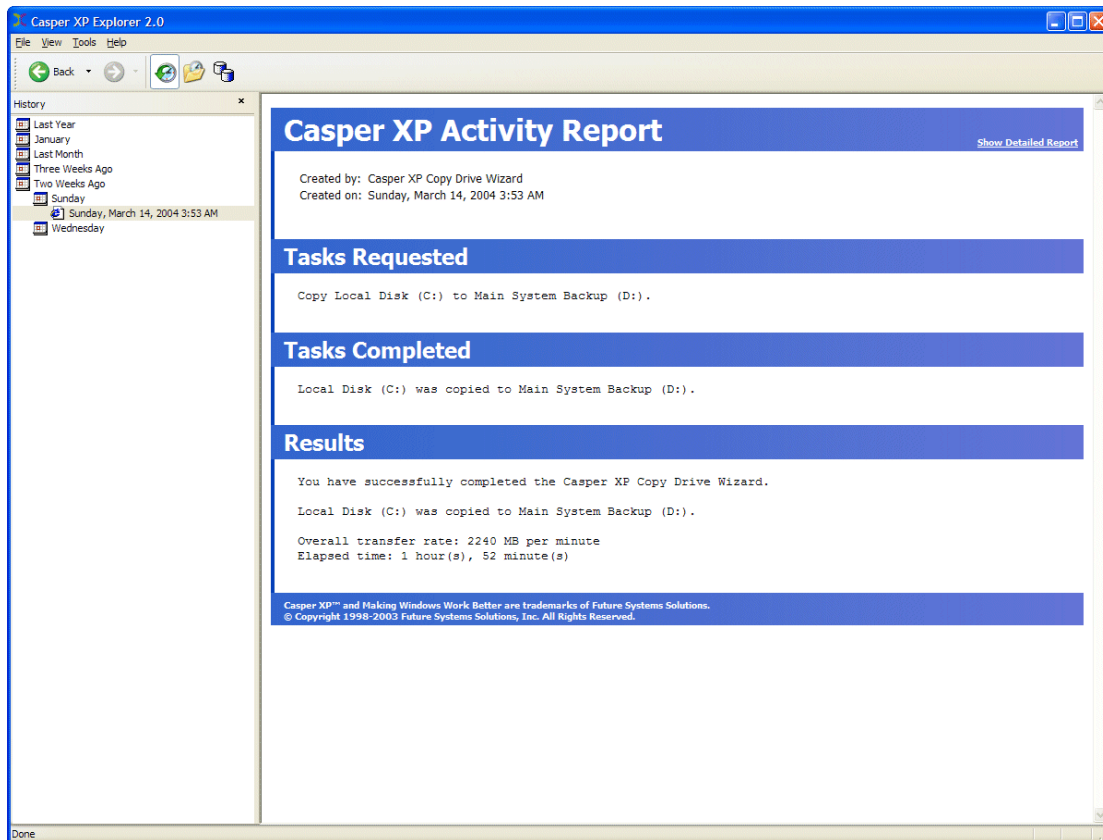 Casper XP Explorer 2.0
File View Tools Help
Back
History
Last Year
January
Last Month
Three Weeks Ago
Two Weeks Ago
Sunday
Sunday, March 14, 2004 3:53 AM
Wednesday
Casper XP Activity Report
Show Detailed Report
Created by: Casper XP Copy Drive Wizard
Created on: Sunday, March 14, 2004 3:53 AM
Tasks Requested
Copy Local Disk (C:) to Main System Backup (D:).
Tasks Completed
Local Disk (C:) was copied to Main System Backup (D:).
Results
You have successfully completed the Casper XP Copy Drive Wizard.
Local Disk (C:) was copied to Main System Backup (D:).
Overall transfer rate: 2240 MB per minute
Elapsed time: 1 hour(s), 52 minute(s)
Casper XP™ and Making Windows Work Better are trademarks of Future Systems Solutions.
© Copyright 1998-2003 Future Systems Solutions, Inc. All Rights Reserved.
Done